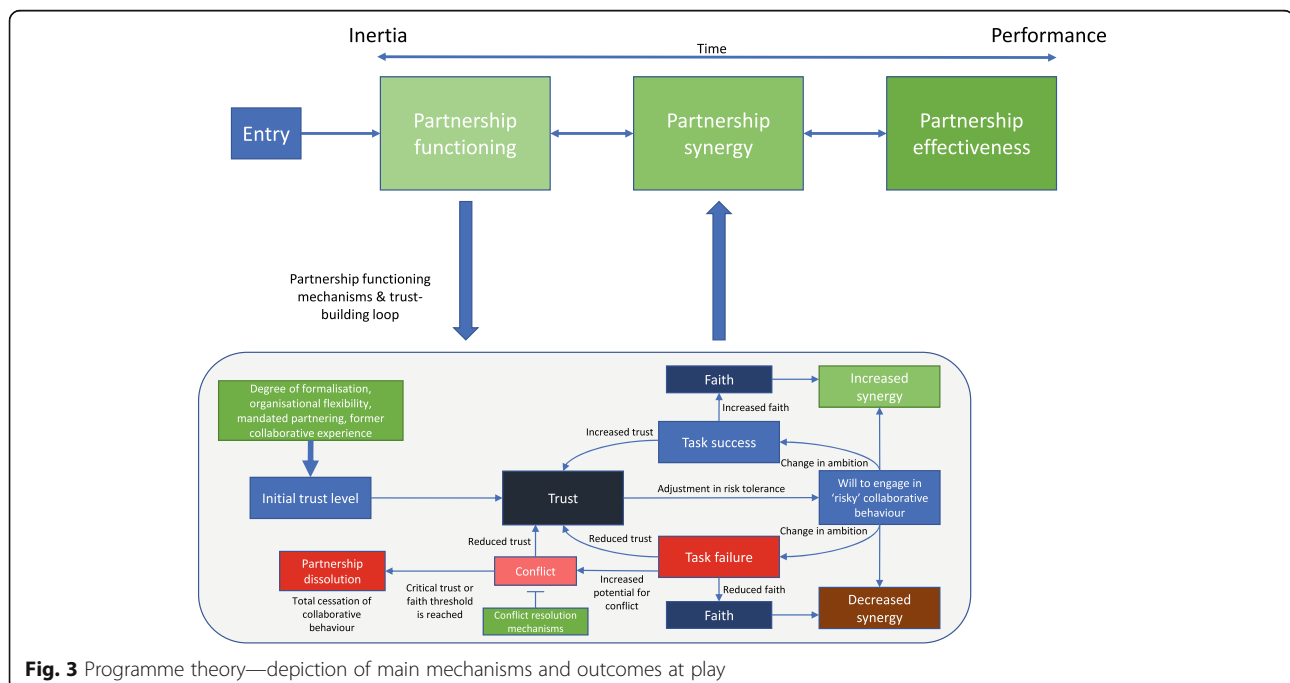 Inertia
Performance
Time
Entry
Partnership
functioning
Partnership
synergy
Partnership
effectiveness
Partnership functioning
mechanisms & trust-
building loop
Degree of formalisation,
organisational flexibility,
mandated partnering, former
collaborative experience
Faith
Increased
synergy
Increased faith
Increased trust
Task success
Change in ambition
Initial trust level
Trust
Adjustment in risk tolerance
Will to engage in
'risky' collaborative
behaviour
Change in ambition
Reduced trust
Reduced trust
Task failure
Partnership
dissolution
Conflict
Total cessation of
collaborative
behaviour
Critical trust or
faith threshold
is reached
Increased
potential for
conflict
Reduced faith
Conflict resolution
mechanisms
Faith
Decreased
synergy
Fig. 3 Programme theory—depiction of main mechanisms and outcomes at play